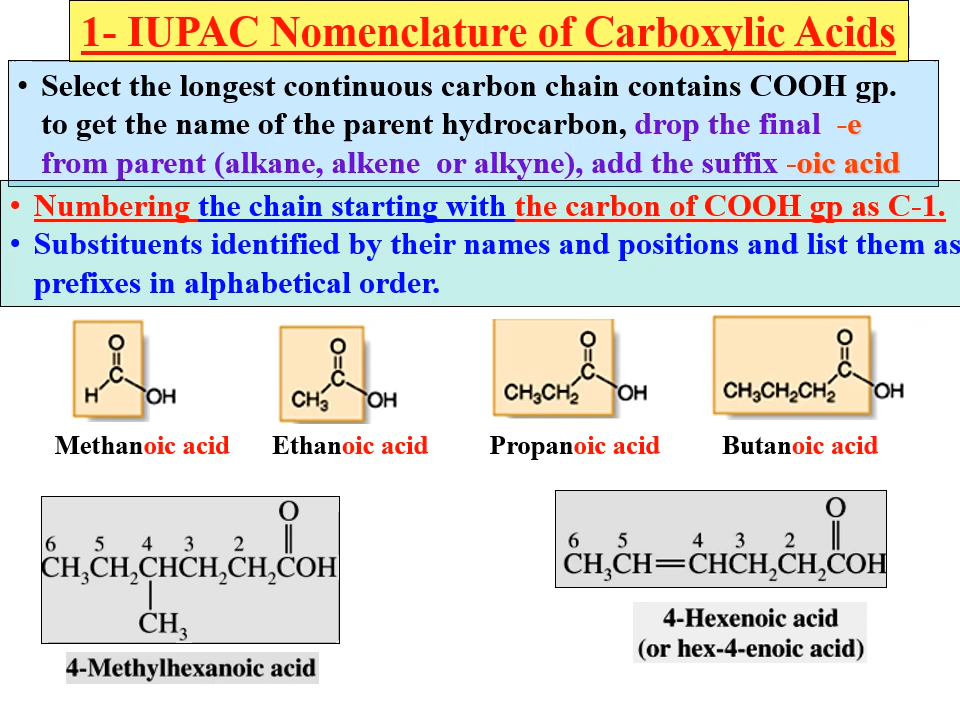 1- IUPAC Nomenclature of Carboxylic Acids
• Select the longest continuous carbon chain contains COOH gp.
to get the name of the parent hydrocarbon, drop the final -e
from parent (alkane, alkene or alkyne), add the suffix -oic acid
• Numbering the chain starting with the carbon of COOH gp as C-1.
• Substituents identified by their names and positions and list them as
prefixes in alphabetical order.
O
C
H OH
O
C
CH₃ OH
O
C
CH₃CH₂ OH
O
C
CH₃CH₂CH₂ OH
Methanoic acid Ethanoic acid Propanoic acid Butanoic acid
O
6 5 4 3 2
CH₃CH₂CHCH₂CH₂COH
CH₃
4-Methylhexanoic acid
O
6 5 4 3 2
CH₃CH=CHCH₂CH₂COH
4-Hexenoic acid
(or hex-4-enoic acid)